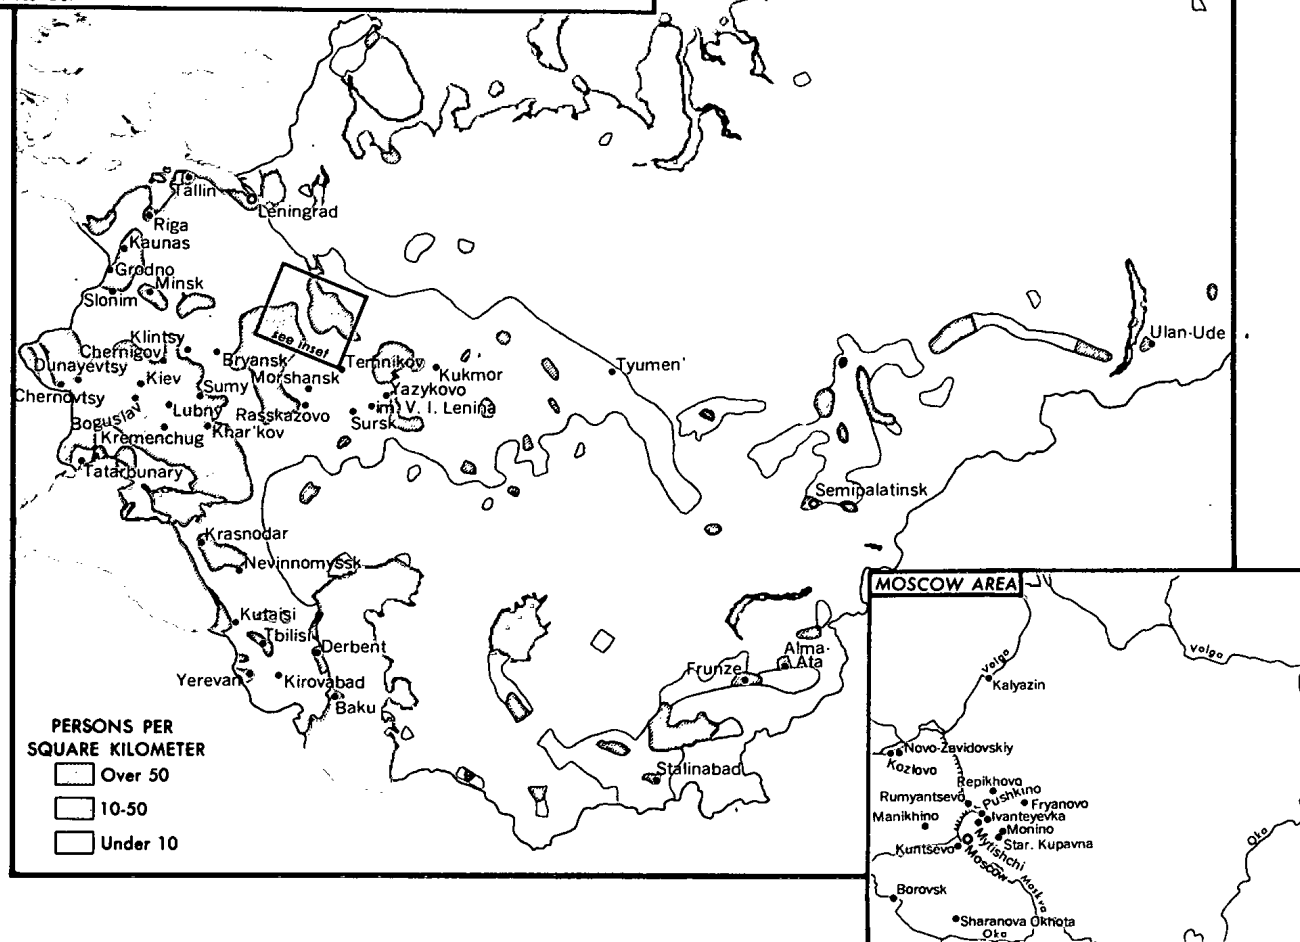 Tallin
Leningrad
Riga
Kaunas
Grodno
Minsk
Slonim
see inset
Klintsy
Chernigov
Bryansk
Temnikov
Dunayevtsy
Kiev
Sumy
Morshansk
Kukmor
Tyumen'
Ulan-Ude
Chernovtsy
Yazykovo
Lubny
Rasskazovo
im. V. I. Lenina
Boguslav
Sursk
Kremenchug
Khar'kov
Tatarbunary
Semipalatinsk
Krasnodar
Nevinnomyssk
Kutaisi
Tbilisi
Derbent
Yerevan
Kirovabad
Baku
Frunze
Alma-
Ata
Stalinabad
PERSONS PER
SQUARE KILOMETER
Over 50
10-50
Under 10
MOSCOW AREA
Volga
Volga
Kalyazin
Novo-Zavidovskiy
Kozlovo
Repikhovo
Rumyantsevo
Pushkino
Fryanovo
Manikhino
Ivanteyevka
Monino
Star. Kupavna
Kuntsevo
Mytishchi
Moscow
Moskva
Oka
Borovsk
Sharanova Okhota
Oka